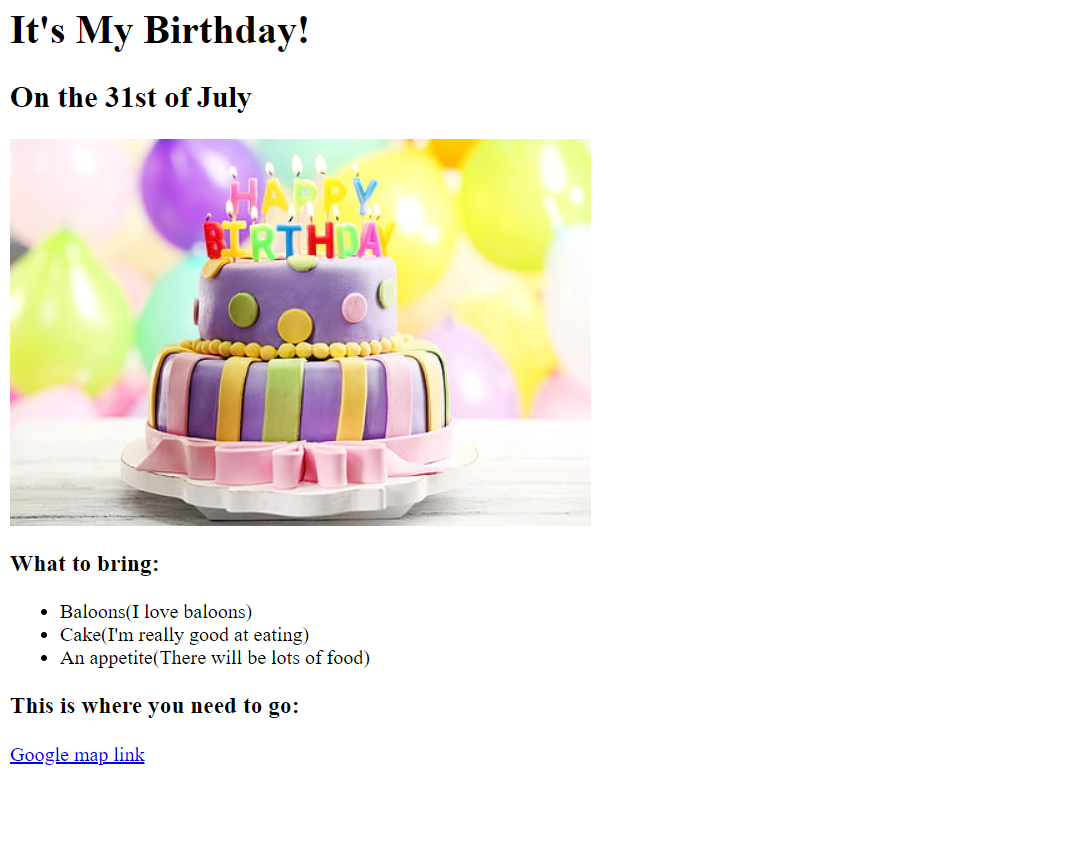 It's My Birthday!
On the 31st of July
HAPPY
BIRTHDAY
What to bring:
Baloons(I love baloons)
Cake(I'm really good at eating)
An appetite(There will be lots of food)
This is where you need to go:
Google map link